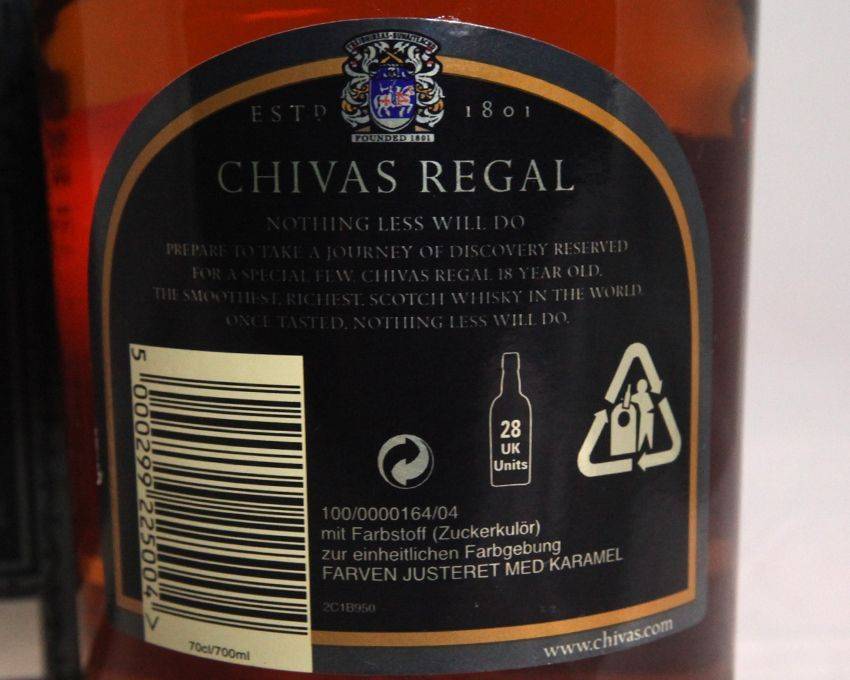 ESTD 1801
FOUNDED 1801
CHIVAS REGAL
NOTHING LESS WILL DO
PREPARE TO TAKE A JOURNEY OF DISCOVERY RESERVED
FOR A SPECIAL FEW. CHIVAS REGAL 18 YEAR OLD.
THE SMOOTHEST, RICHEST, SCOTCH WHISKY IN THE WORLD.
ONCE TASTED, NOTHING LESS WILL DO.
5 000299 225004 >
70cl/700ml
28
UK
Units
100/0000164/04
mit Farbstoff (Zuckerkulör)
zur einheitlichen Farbgebung
FARVEN JUSTERET MED KARAMEL
2C1B950
www.chivas.com